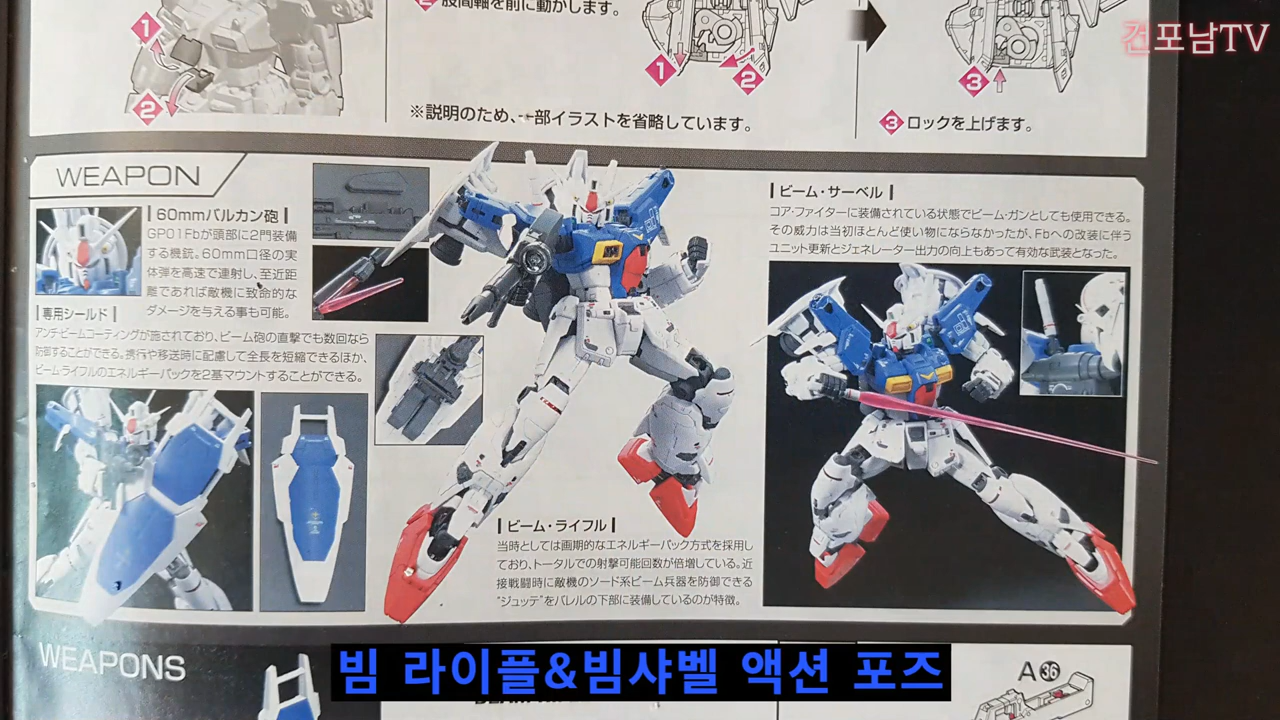 건포남TV
1
2
2 股間軸を前に動かします。
1
2
3
※説明のため、一部イラストを省略しています。
3 ロックを上げます。
WEAPON
60mmバルカン砲
GP01Fbが頭部に2門装備
する機銃。60mm口径の実
体弾を高速で連射し、至近距
離であれば敵機に致命的な
ダメージを与える事も可能。
専用シールド
アンチ・ビームコーティングが施されており、ビーム砲の直撃でも数回なら
防御することができる。携行や移送時に配慮して全長を短縮できるほか、
ビームライフルのエネルギーパックを2基マウントすることができる。
ビーム・ライフル
当時としては画期的なエネルギーパック方式を採用し
ており、トータルでの射撃可能回数が倍増している。近
接戦闘時に敵機のソード系ビーム兵器を防御できる
“ジュッテ”をバレルの下部に装備しているのが特徴。
ビーム・サーベル
コア・ファイターに装備されている状態でビーム・ガンとしても使用できる。
その威力は当初ほとんど使い物にならなかったが、Fbへの改装に伴う
ユニット更新とジェネレーター出力の向上もあって有効な武装となった。
WEAPONS
A36
빔 라이플&빔샤벨 액션 포즈